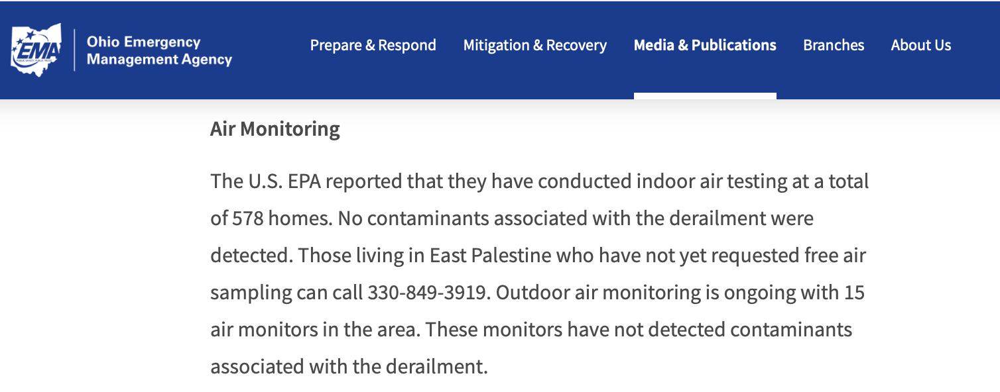 EMA
Ohio Emergency
Management Agency
Prepare & Respond
Mitigation & Recovery
Media & Publications
Branches
About Us
Air Monitoring
The U.S. EPA reported that they have conducted indoor air testing at a total
of 578 homes. No contaminants associated with the derailment were
detected. Those living in East Palestine who have not yet requested free air
sampling can call 330-849-3919. Outdoor air monitoring is ongoing with 15
air monitors in the area. These monitors have not detected contaminants
associated with the derailment.